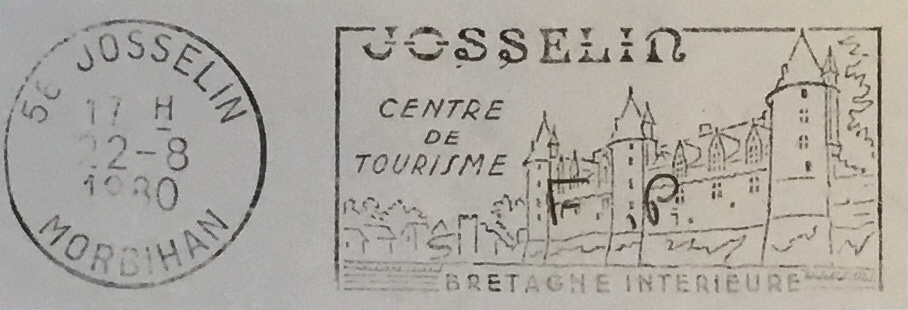 56 JOSSELIN
17 H
22-8
1980
MORBIHAN
JOSSELIN
CENTRE
DE
TOURISME
BRETAGNE INTERIEURE